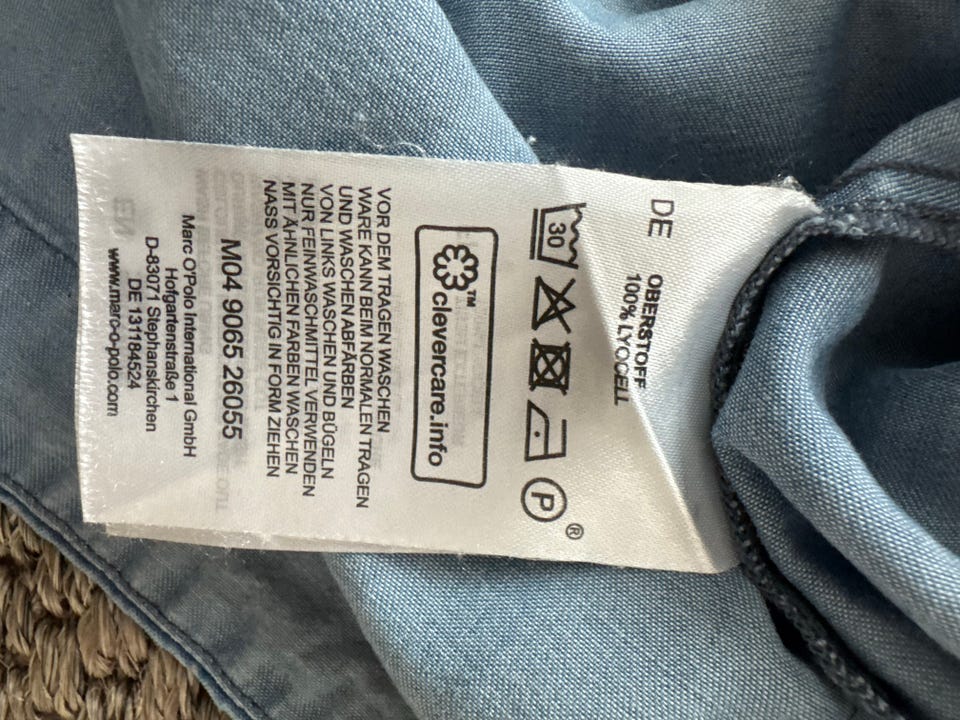 DE
OBERSTOFF
100% LYOCELL
30
P
®
clevercare.info
™
VOR DEM TRAGEN WASCHEN
WARE KANN BEIM NORMALEN TRAGEN
UND WASCHEN ABFÄRBEN
VON LINKS WASCHEN UND BÜGELN
NUR FEINWASCHMITTEL VERWENDEN
MIT ÄHNLICHEN FARBEN WASCHEN
NASS VORSICHTIG IN FORM ZIEHEN
M04 9065 26055
Marc O'Polo International GmbH
Hofgartenstraße 1
D-83071 Stephanskirchen
DE 131184524
www.marc-o-polo.com